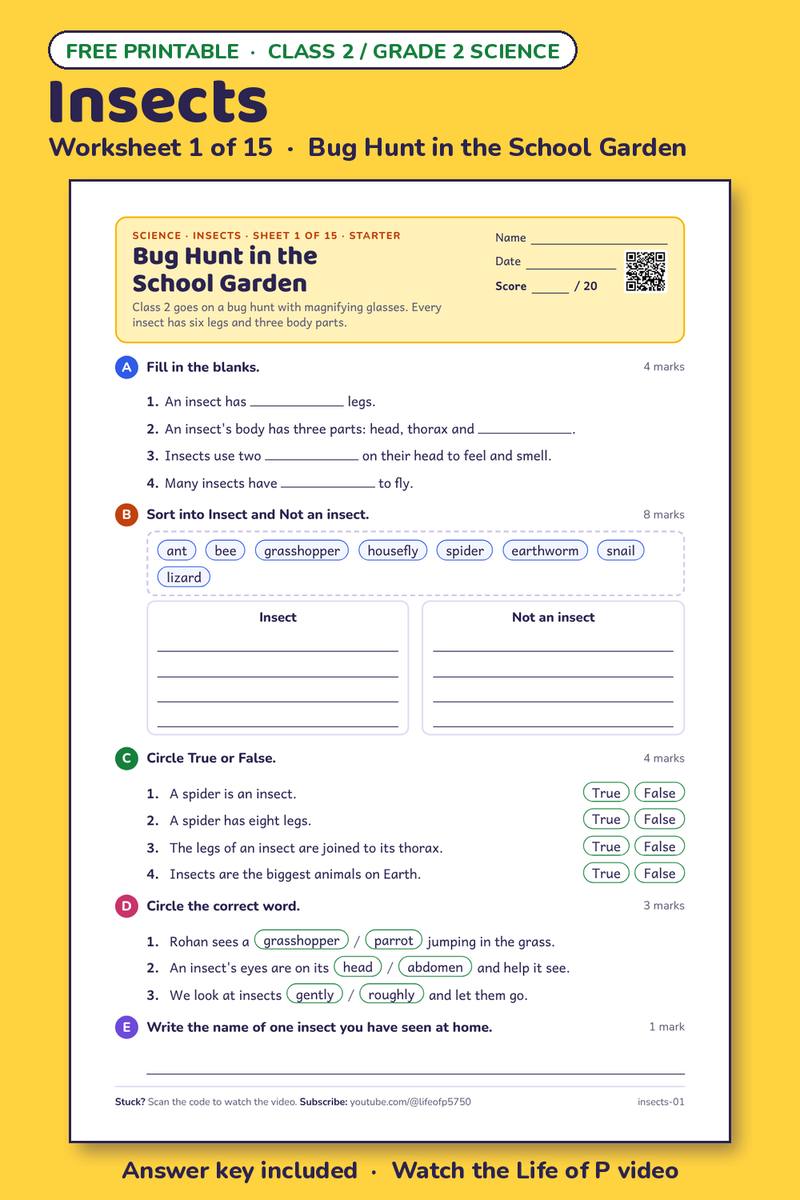 FREE PRINTABLE · CLASS 2 / GRADE 2 SCIENCE
Insects
Worksheet 1 of 15 · Bug Hunt in the School Garden
SCIENCE · INSECTS · SHEET 1 OF 15 · STARTER
Bug Hunt in the
School Garden
Class 2 goes on a bug hunt with magnifying glasses. Every
insect has six legs and three body parts.
Name ____
Date ____
Score ____ / 20
A Fill in the blanks. 4 marks
1. An insect has ____ legs.
2. An insect's body has three parts: head, thorax and ____.
3. Insects use two ____ on their head to feel and smell.
4. Many insects have ____ to fly.
B Sort into Insect and Not an insect. 8 marks
ant bee grasshopper housefly spider earthworm snail
lizard
Insect Not an insect
C Circle True or False. 4 marks
1. A spider is an insect. True False
2. A spider has eight legs. True False
3. The legs of an insect are joined to its thorax. True False
4. Insects are the biggest animals on Earth. True False
D Circle the correct word. 3 marks
1. Rohan sees a grasshopper / parrot jumping in the grass.
2. An insect's eyes are on its head / abdomen and help it see.
3. We look at insects gently / roughly and let them go.
E Write the name of one insect you have seen at home. 1 mark
Stuck? Scan the code to watch the video. Subscribe: youtube.com/@lifeofp5750 insects-01
Answer key included · Watch the Life of P video